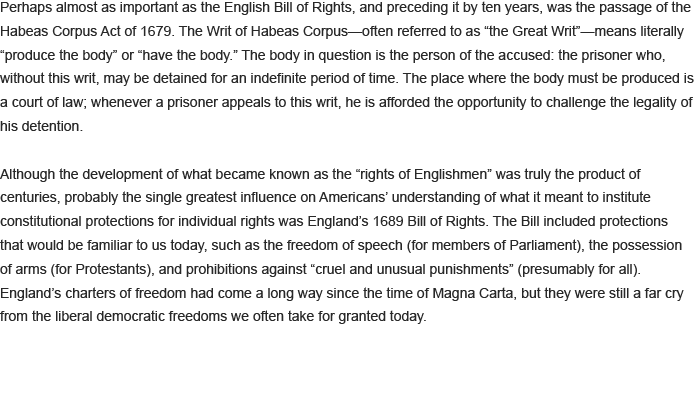 Perhaps almost as important as the English Bill of Rights, and preceding it by ten years, was the passage of the
Habeas Corpus Act of 1679. The Writ of Habeas Corpus—often referred to as “the Great Writ”—means literally
“produce the body” or “have the body.” The body in question is the person of the accused: the prisoner who,
without this writ, may be detained for an indefinite period of time. The place where the body must be produced is
a court of law; whenever a prisoner appeals to this writ, he is afforded the opportunity to challenge the legality of
his detention.
Although the development of what became known as the “rights of Englishmen” was truly the product of
centuries, probably the single greatest influence on Americans’ understanding of what it meant to institute
constitutional protections for individual rights was England’s 1689 Bill of Rights. The Bill included protections
that would be familiar to us today, such as the freedom of speech (for members of Parliament), the possession
of arms (for Protestants), and prohibitions against “cruel and unusual punishments” (presumably for all).
England’s charters of freedom had come a long way since the time of Magna Carta, but they were still a far cry
from the liberal democratic freedoms we often take for granted today.